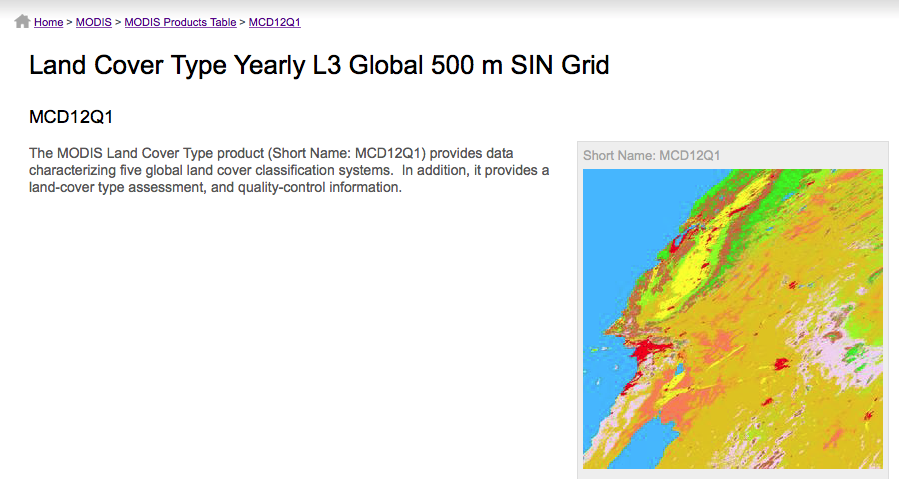 Home > MODIS > MODIS Products Table > MCD12Q1
Land Cover Type Yearly L3 Global 500 m SIN Grid
MCD12Q1
The MODIS Land Cover Type product (Short Name: MCD12Q1) provides data
characterizing five global land cover classification systems.  In addition, it provides a
land-cover type assessment, and quality-control information.
Short Name: MCD12Q1